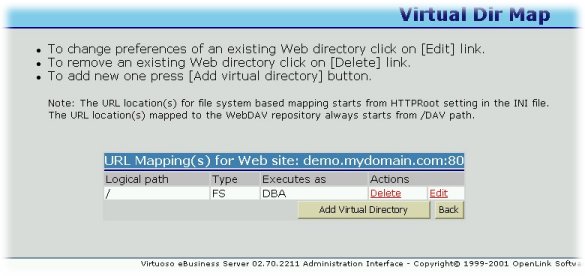 Virtual Dir Map
To change preferences of an existing Web directory click on [Edit] link.
To remove an existing Web directory click on [Delete] link.
To add new one press [Add virtual directory] button.
Note: The URL location(s) for file system based mapping starts from HTTPRoot setting in the INI file.
The URL location(s) mapped to the WebDAV repository always starts from /DAV path.
URL Mapping(s) for Web site: demo.mydomain.com:80
Logical path Type Executes as Actions
/ FS DBA Delete Edit
Add Virtual Directory Back
Virtuoso eBusiness Server 02.70.2211 Administration Interface - Copyright© 1999-2001 OpenLink